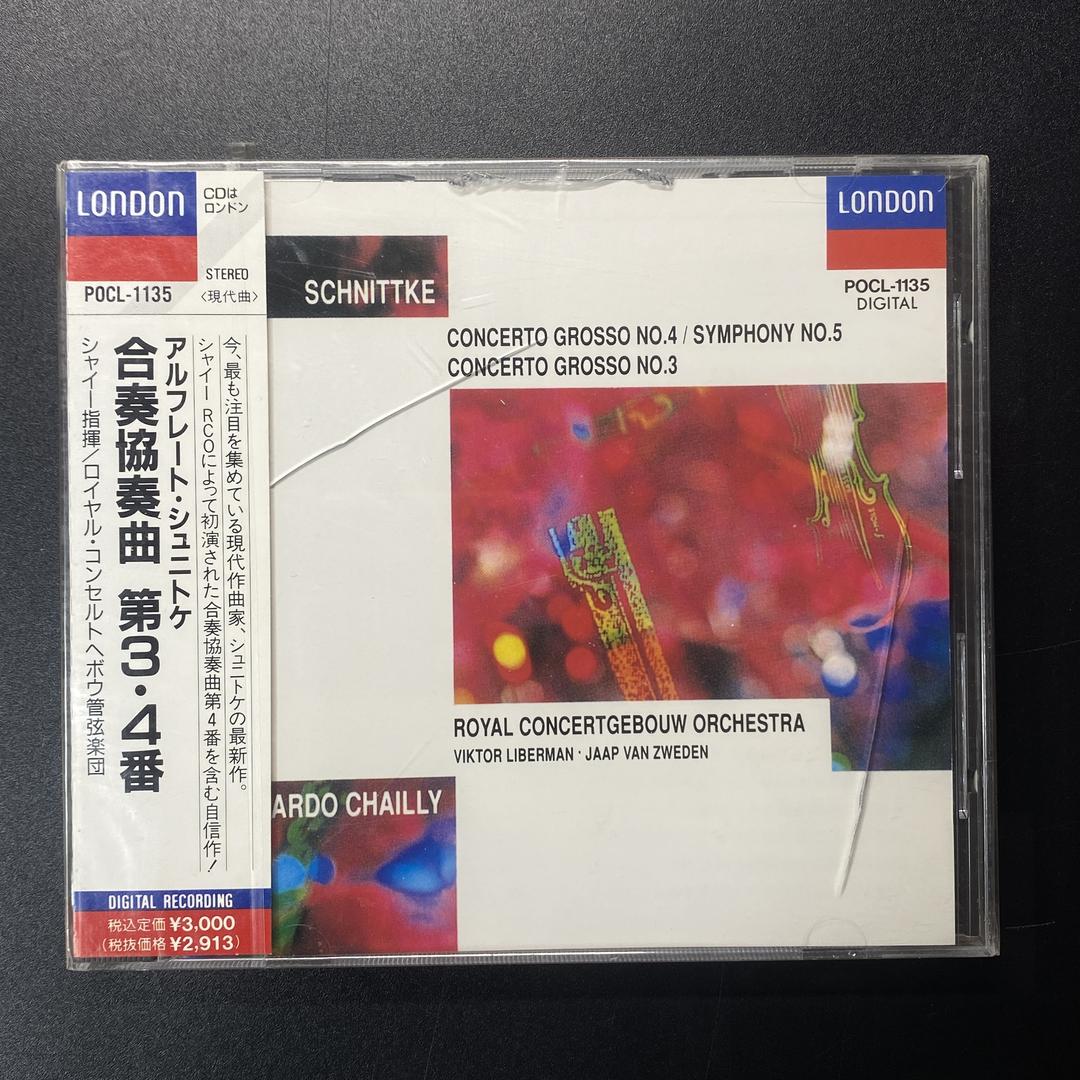 LONDON
CDは
ロンドン
STEREO
POCL-1135
〈現代曲〉
今、最も注目を集めている現代作曲家、シュニトケの最新作。
シャイーRCOによって初演された合奏協奏曲第4番を含む自信作!
アルフレート・シュニトケ
合奏協奏曲 第3・4番
シャイー指揮/ロイヤル・コンセルトヘボウ管弦楽団
DIGITAL RECORDING
税込定価¥3,000
(税抜価格¥2,913)
LONDON
POCL-1135
DIGITAL
SCHNITTKE
CONCERTO GROSSO NO.4 / SYMPHONY NO.5
CONCERTO GROSSO NO.3
ROYAL CONCERTGEBOUW ORCHESTRA
VIKTOR LIBERMAN · JAAP VAN ZWEDEN
ARDO CHAILLY